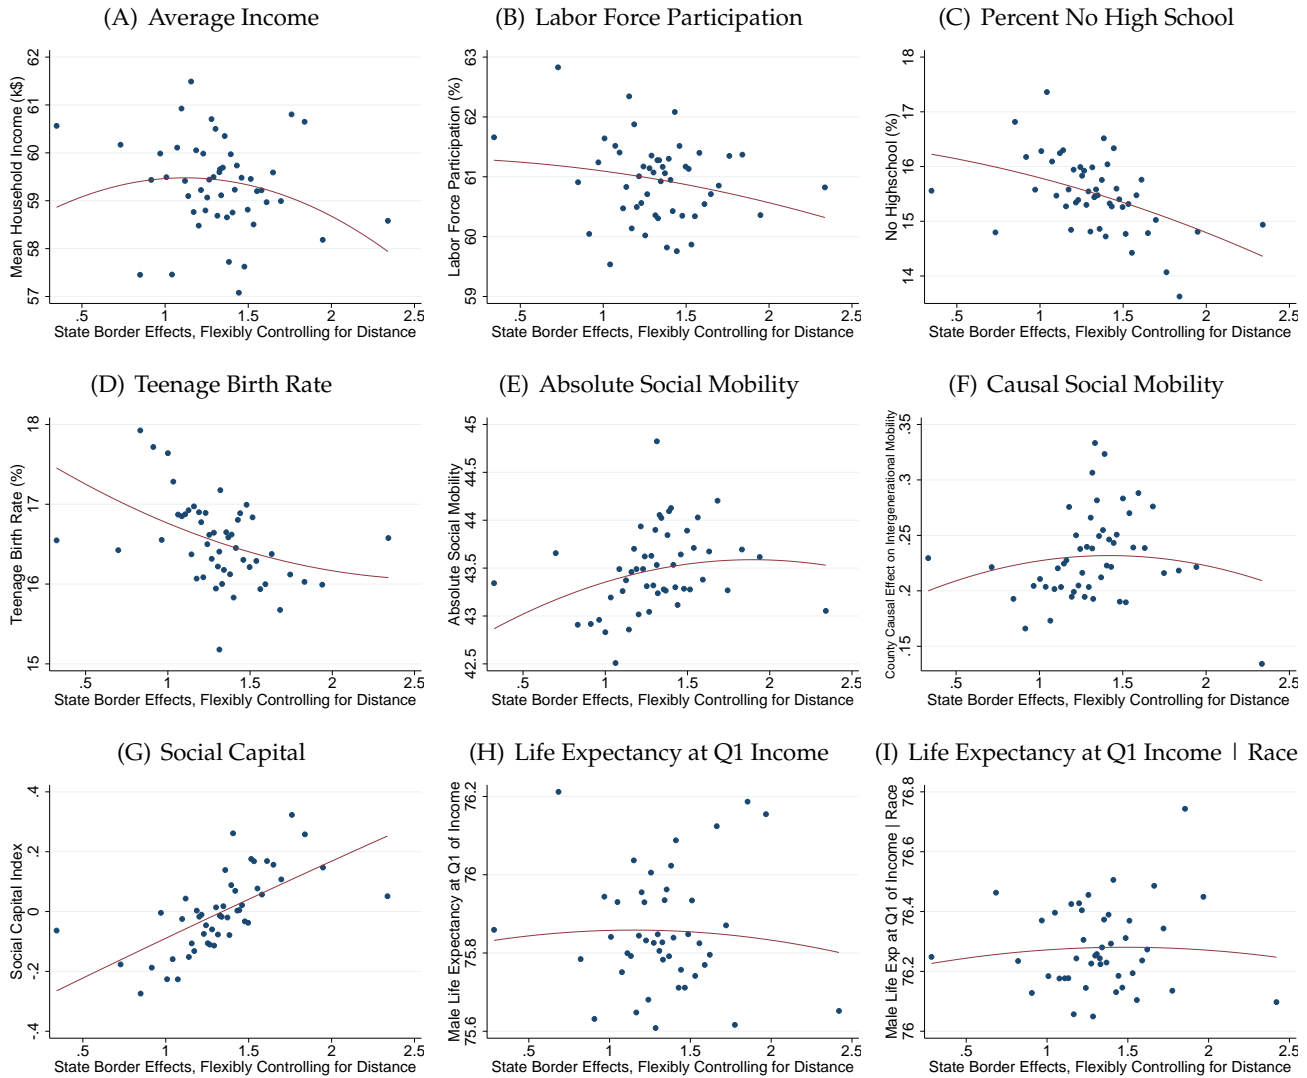 (A) Average Income
Mean Household Income (k$)
57 58 59 60 61 62
.5 1 1.5 2 2.5
State Border Effects, Flexibly Controlling for Distance
(B) Labor Force Participation
Labor Force Participation (%)
59 60 61 62 63
.5 1 1.5 2 2.5
State Border Effects, Flexibly Controlling for Distance
(C) Percent No High School
No Highschool (%)
14 15 16 17 18
.5 1 1.5 2 2.5
State Border Effects, Flexibly Controlling for Distance
(D) Teenage Birth Rate
Teenage Birth Rate (%)
15 16 17 18
.5 1 1.5 2 2.5
State Border Effects, Flexibly Controlling for Distance
(E) Absolute Social Mobility
Absolute Social Mobility
42.5 43 43.5 44 44.5 45
.5 1 1.5 2 2.5
State Border Effects, Flexibly Controlling for Distance
(F) Causal Social Mobility
County Causal Effect on Intergenerational Mobility
.15 .2 .25 .3 .35
.5 1 1.5 2 2.5
State Border Effects, Flexibly Controlling for Distance
(G) Social Capital
Social Capital Index
-.4 -.2 0 .2 .4
.5 1 1.5 2 2.5
State Border Effects, Flexibly Controlling for Distance
(H) Life Expectancy at Q1 Income
Male Life Expectancy at Q1 of Income
75.6 75.8 76 76.2
.5 1 1.5 2 2.5
State Border Effects, Flexibly Controlling for Distance
(I) Life Expectancy at Q1 Income | Race
Male Life Exp at Q1 of Income | Race
76 76.2 76.4 76.6 76.8
.5 1 1.5 2 2.5
State Border Effects, Flexibly Controlling for Distance